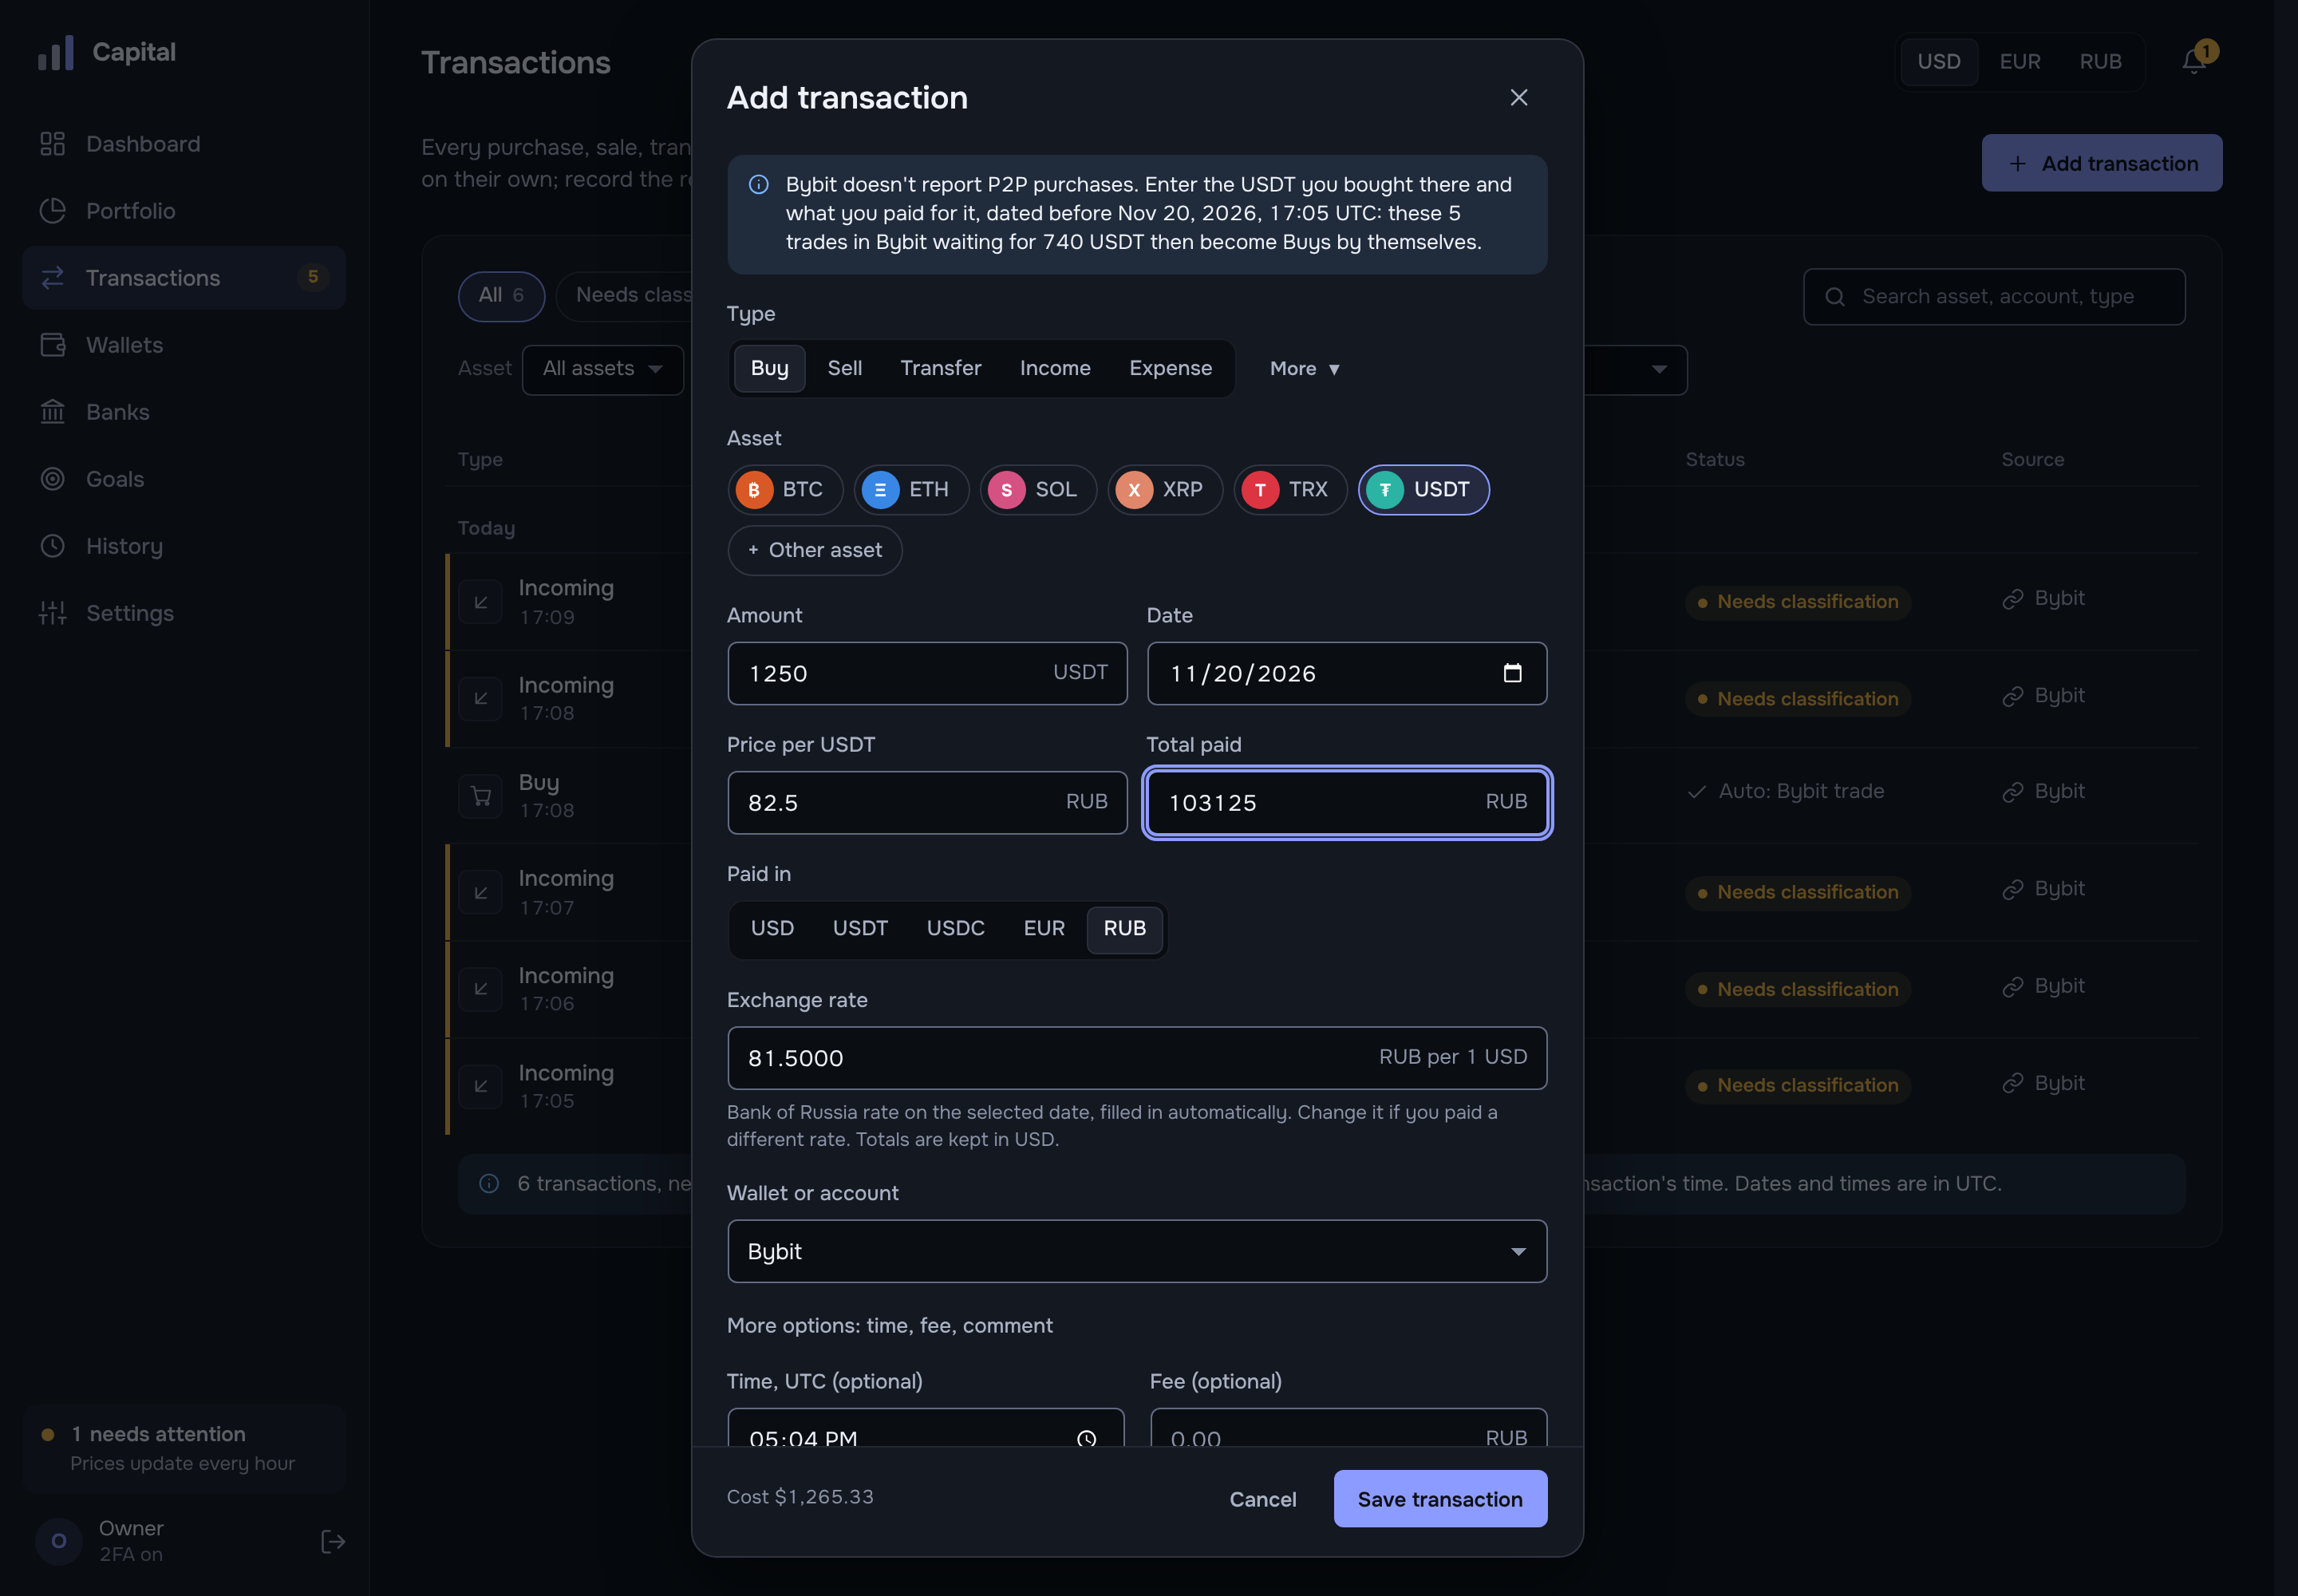 Capital
Dashboard
Portfolio
Transactions 5
Wallets
Banks
Goals
History
Settings
1 needs attention
Prices update every hour
O
Owner
2FA on
Transactions
USD EUR RUB
1
Every purchase, sale, tran
on their own; record the re
+ Add transaction
All 6
Needs class
Search asset, account, type
Asset
All assets
Type
Status
Source
Today
Incoming
17:09
Needs classification
Bybit
Incoming
17:08
Needs classification
Bybit
Buy
17:08
Auto: Bybit trade
Bybit
Incoming
17:07
Needs classification
Bybit
Incoming
17:06
Needs classification
Bybit
Incoming
17:05
Needs classification
Bybit
6 transactions, ne
nsaction's time. Dates and times are in UTC.
Add transaction
Bybit doesn't report P2P purchases. Enter the USDT you bought there and
what you paid for it, dated before Nov 20, 2026, 17:05 UTC: these 5
trades in Bybit waiting for 740 USDT then become Buys by themselves.
Type
Buy Sell Transfer Income Expense More ▼
Asset
BTC
ETH
S SOL
X XRP
T TRX
₮ USDT
+ Other asset
Amount
1250 USDT
Date
11/20/2026
Price per USDT
82.5 RUB
Total paid
103125 RUB
Paid in
USD USDT USDC EUR RUB
Exchange rate
81.5000 RUB per 1 USD
Bank of Russia rate on the selected date, filled in automatically. Change it if you paid a
different rate. Totals are kept in USD.
Wallet or account
Bybit
More options: time, fee, comment
Time, UTC (optional)
05:04 PM
Fee (optional)
0.00 RUB
Cost $1,265.33
Cancel
Save transaction